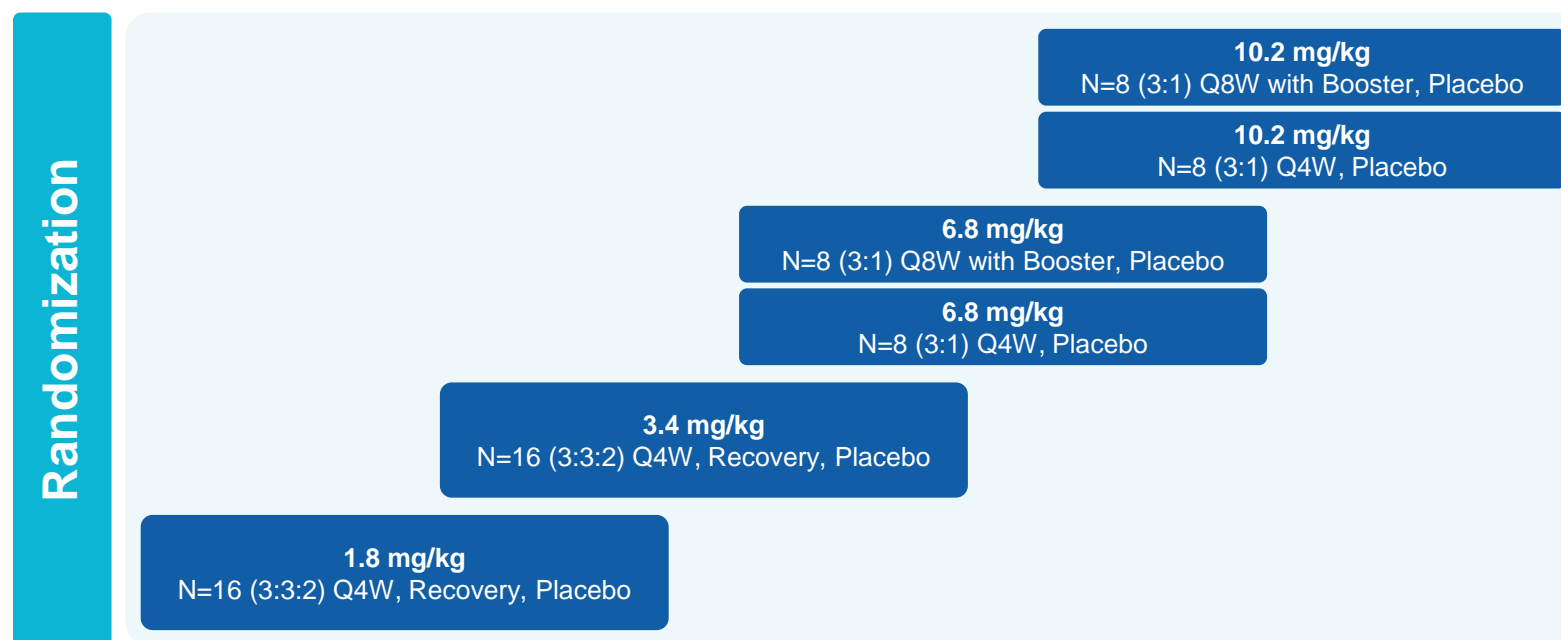 Randomization
10.2 mg/kg
N=8 (3:1) Q8W with Booster, Placebo
10.2 mg/kg
N=8 (3:1) Q4W, Placebo
6.8 mg/kg
N=8 (3:1) Q8W with Booster, Placebo
6.8 mg/kg
N=8 (3:1) Q4W, Placebo
3.4 mg/kg
N=16 (3:3:2) Q4W, Recovery, Placebo
1.8 mg/kg
N=16 (3:3:2) Q4W, Recovery, Placebo